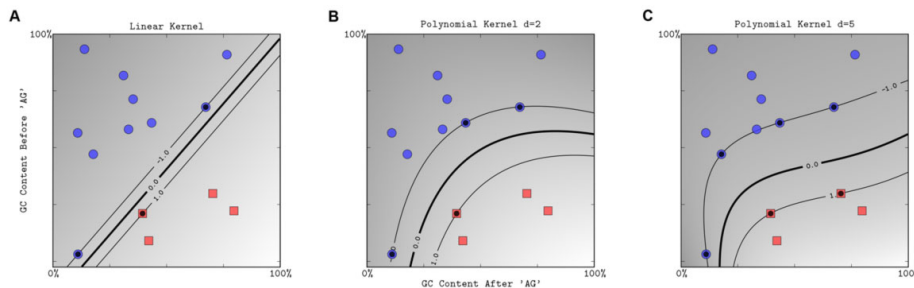 A
Linear Kernel
B
Polynomial Kernel d=2
C
Polynomial Kernel d=5
100%
GC Content Before 'AG'
-1.0
0.0
1.0
0%
100%
100%
0.0
1.0
0%
100%
GC Content After 'AG'
100%
-1.0
0.0
0%
100%